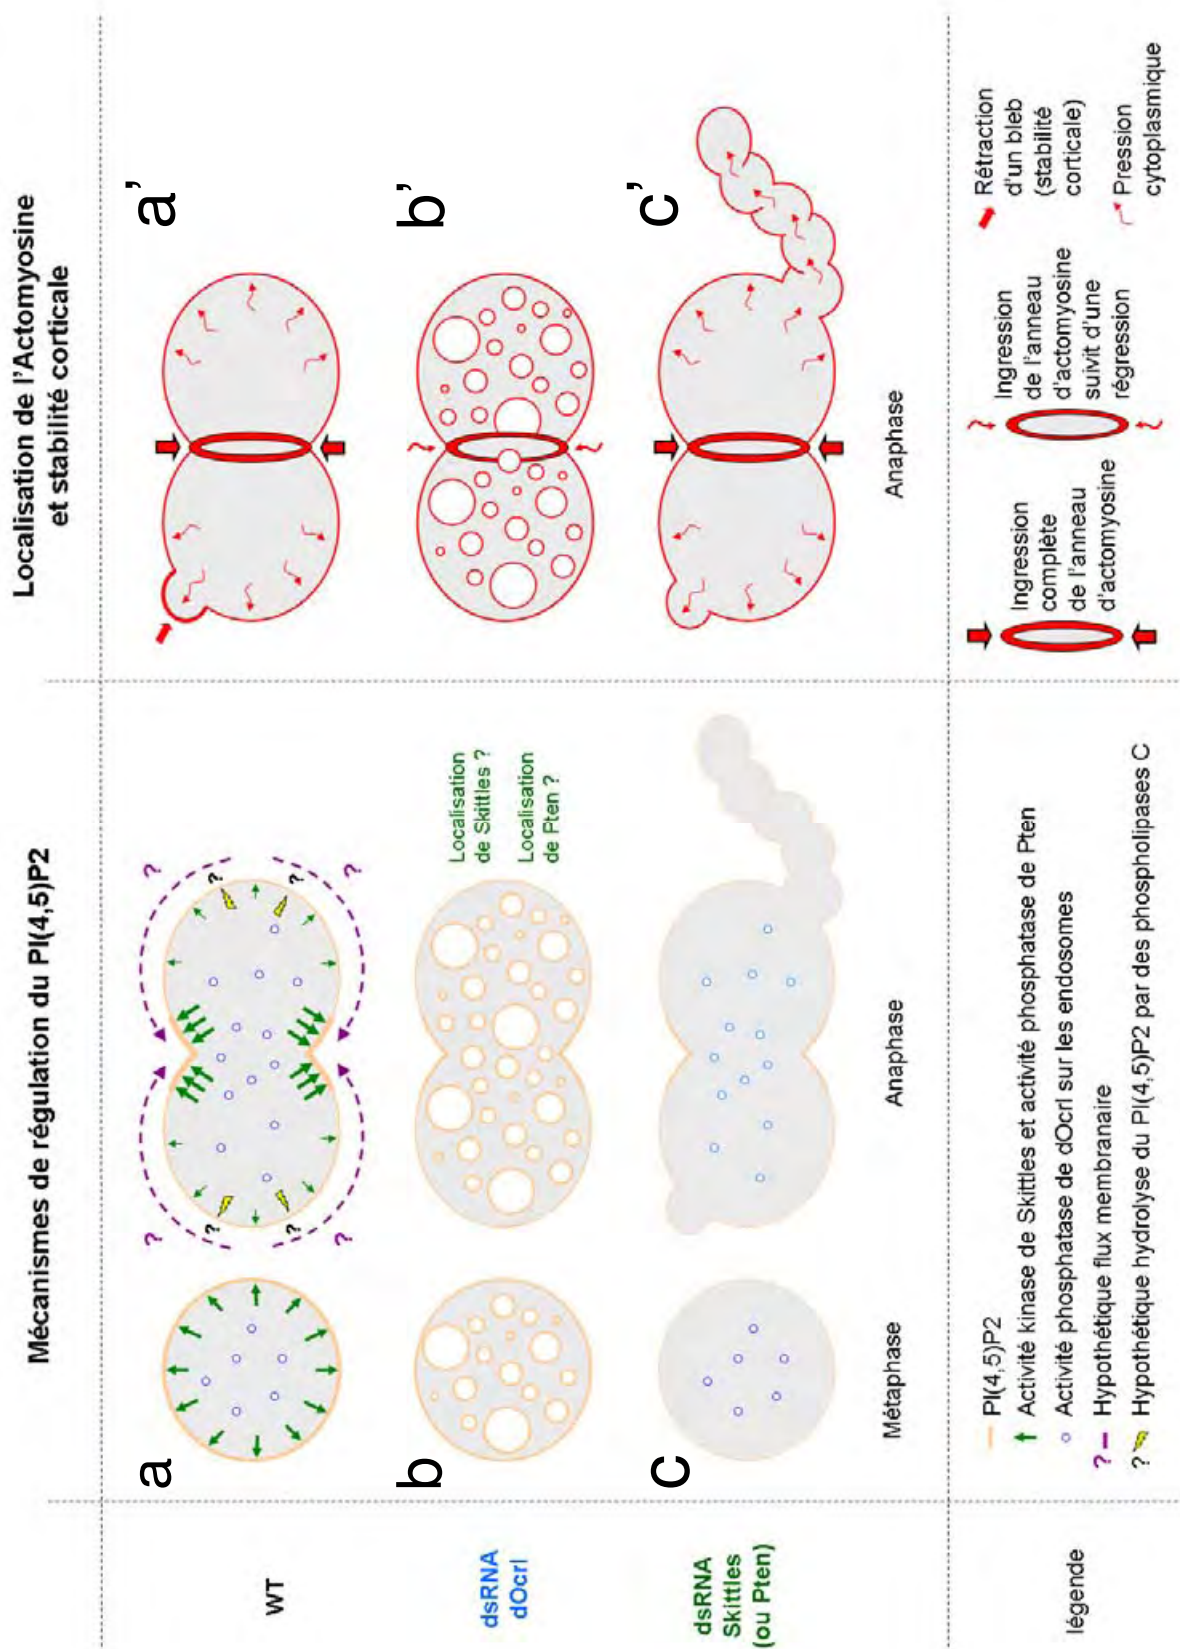 Mécanismes de régulation du PI(4,5)P2
Localisation de l'Actomyosine
et stabilité corticale
WT
a
a'
?
?
?
?
?
?
?
?
dsRNA
dOcrl
b
Localisation
de Skittles ?
Localisation
de Pten ?
b'
dsRNA
Skittles
(ou Pten)
c
c'
Métaphase
Anaphase
Anaphase
légende
PI(4,5)P2
Activité kinase de Skittles et activité phosphatase de Pten
Activité phosphatase de dOcrl sur les endosomes
? Hypothétique flux membranaire
? Hypothétique hydrolyse du PI(4,5)P2 par des phospholipases C
Ingression
complète
de l'anneau
d'actomyosine
Ingression
de l'anneau
d'actomyosine
suivit d'une
régression
Rétraction
d'un bleb
(stabilité
corticale)
Pression
cytoplasmique